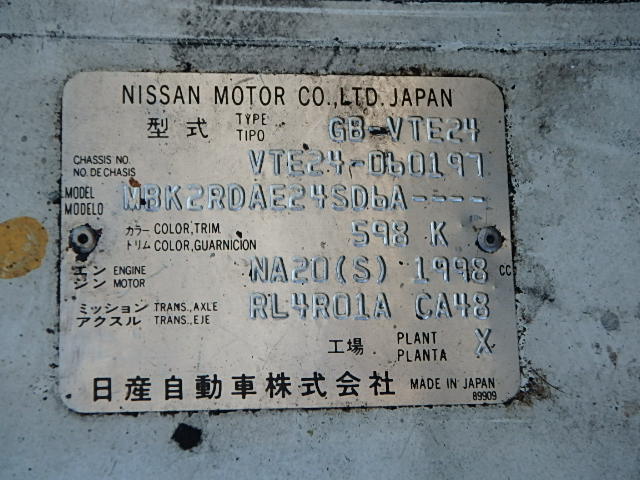 NISSAN MOTOR CO.,LTD.JAPAN
型式 TYPE TIPO GB-VTE24
CHASSIS NO. NO.DE CHASIS VTE24-060197
MODEL MODELO MBK2RDAE24SD6A----
カラー COLOR,TRIM
トリム COLOR,GUARNICION 598 K
エンジン ENGINE MOTOR NA20(S) 1998 CC
ミッション TRANS.,AXLE
アクスル TRANS.,EJE RL4R01A CA48
工場 PLANT PLANTA X
日産自動車株式会社 MADE IN JAPAN
89909